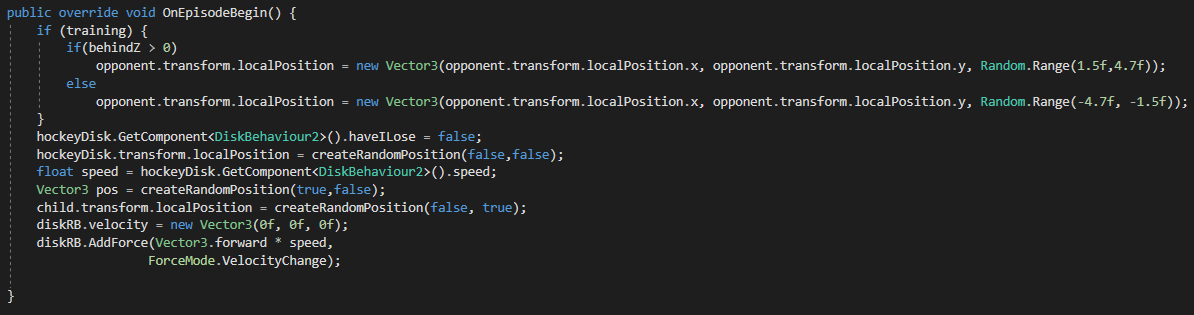 public override void OnEpisodeBegin() {
if (training) {
if(behindZ > 0)
opponent.transform.localPosition = new Vector3(opponent.transform.localPosition.x, opponent.transform.localPosition.y, Random.Range(1.5f,4.7f));
else
opponent.transform.localPosition = new Vector3(opponent.transform.localPosition.x, opponent.transform.localPosition.y, Random.Range(-4.7f, -1.5f));
}
hockeyDisk.GetComponent<DiskBehaviour2>().haveILose = false;
hockeyDisk.transform.localPosition = createRandomPosition(false,false);
float speed = hockeyDisk.GetComponent<DiskBehaviour2>().speed;
Vector3 pos = createRandomPosition(true,false);
child.transform.localPosition = createRandomPosition(false, true);
diskRB.velocity = new Vector3(0f, 0f, 0f);
diskRB.AddForce(Vector3.forward * speed,
ForceMode.VelocityChange);
}